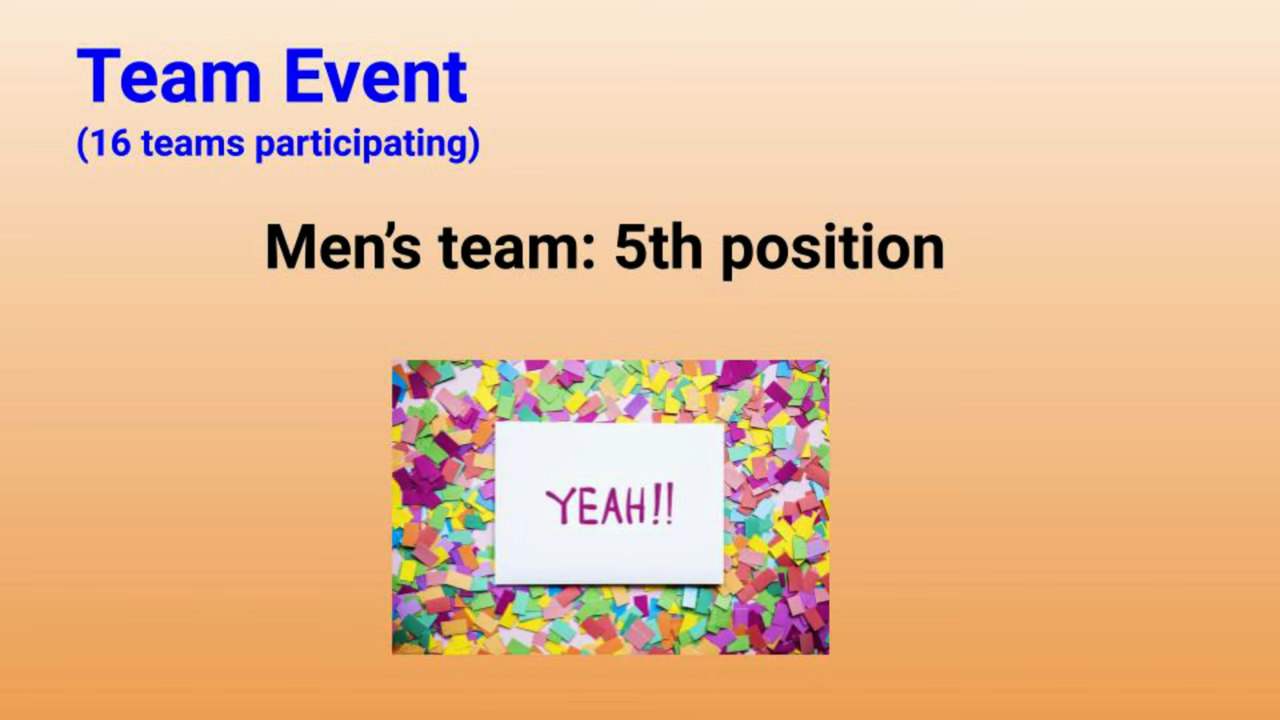 Team Event
(16 teams participating)
Men’s team: 5th position
YEAH!!